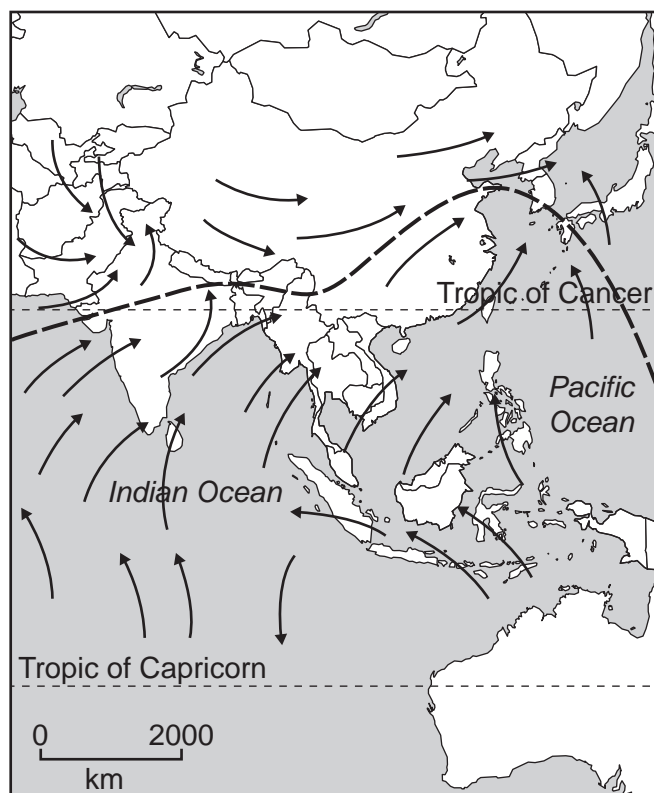 Tropic of Cancer
Pacific
Ocean
Indian Ocean
Tropic of Capricorn
0 2000
km